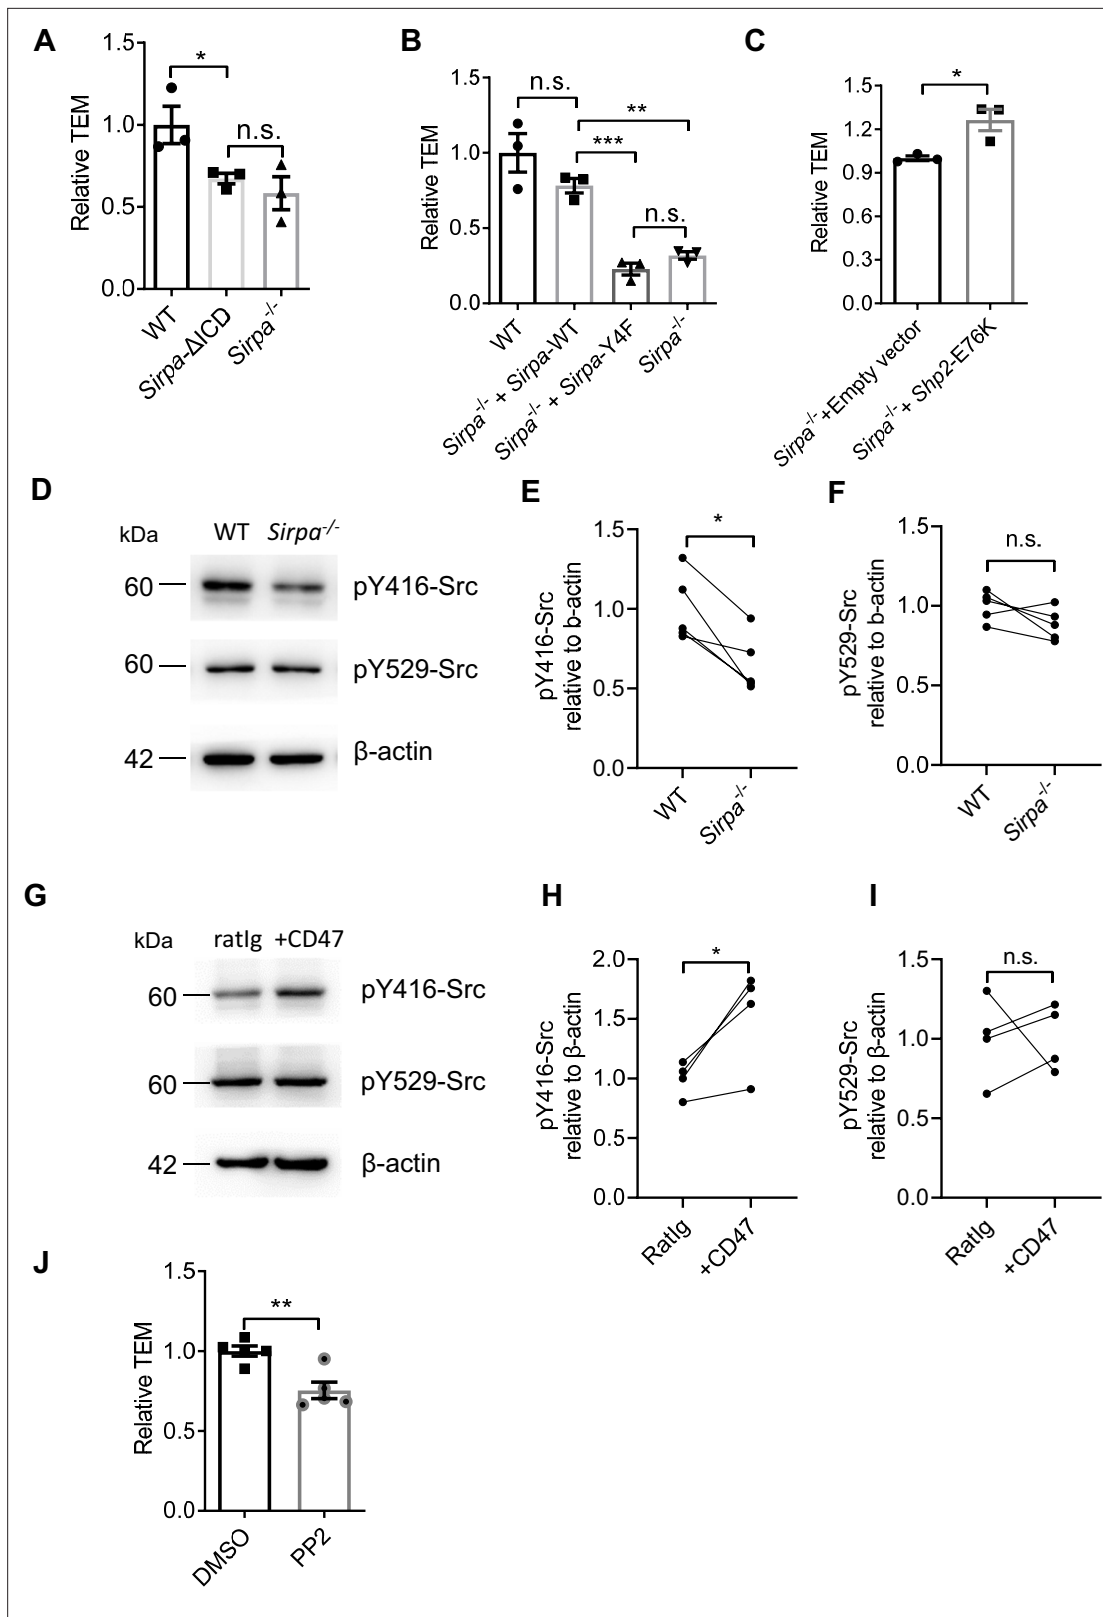 A
1.5
1.0
0.5
0.0
Relative TEM
*
n.s.
WT
Sirpa-ΔICD
Sirpa-/-
B
1.5
1.0
0.5
0.0
Relative TEM
n.s.
**
***
n.s.
WT
Sirpa-/- + Sirpa-WT
Sirpa-/- + Sirpa-Y4F
Sirpa-/-
C
1.5
1.2
0.9
0.6
0.3
0.0
Relative TEM
*
Sirpa-/-+Empty vector
Sirpa-/- + Shp2-E76K
D
kDa
WT
Sirpa-/-
60
pY416-Src
60
pY529-Src
42
β-actin
E
1.5
1.0
0.5
0.0
pY416-Src
relative to b-actin
*
WT
Sirpa-/-
F
1.5
1.0
0.5
0.0
pY529-Src
relative to b-actin
n.s.
WT
Sirpa-/-
G
kDa
ratIg
+CD47
60
pY416-Src
60
pY529-Src
42
β-actin
H
2.0
1.5
1.0
0.5
0.0
pY416-Src
relative to β-actin
*
RatIg
+CD47
I
1.5
1.0
0.5
0.0
pY529-Src
relative to β-actin
n.s.
RatIg
+CD47
J
1.5
1.0
0.5
0.0
Relative TEM
**
DMSO
PP2